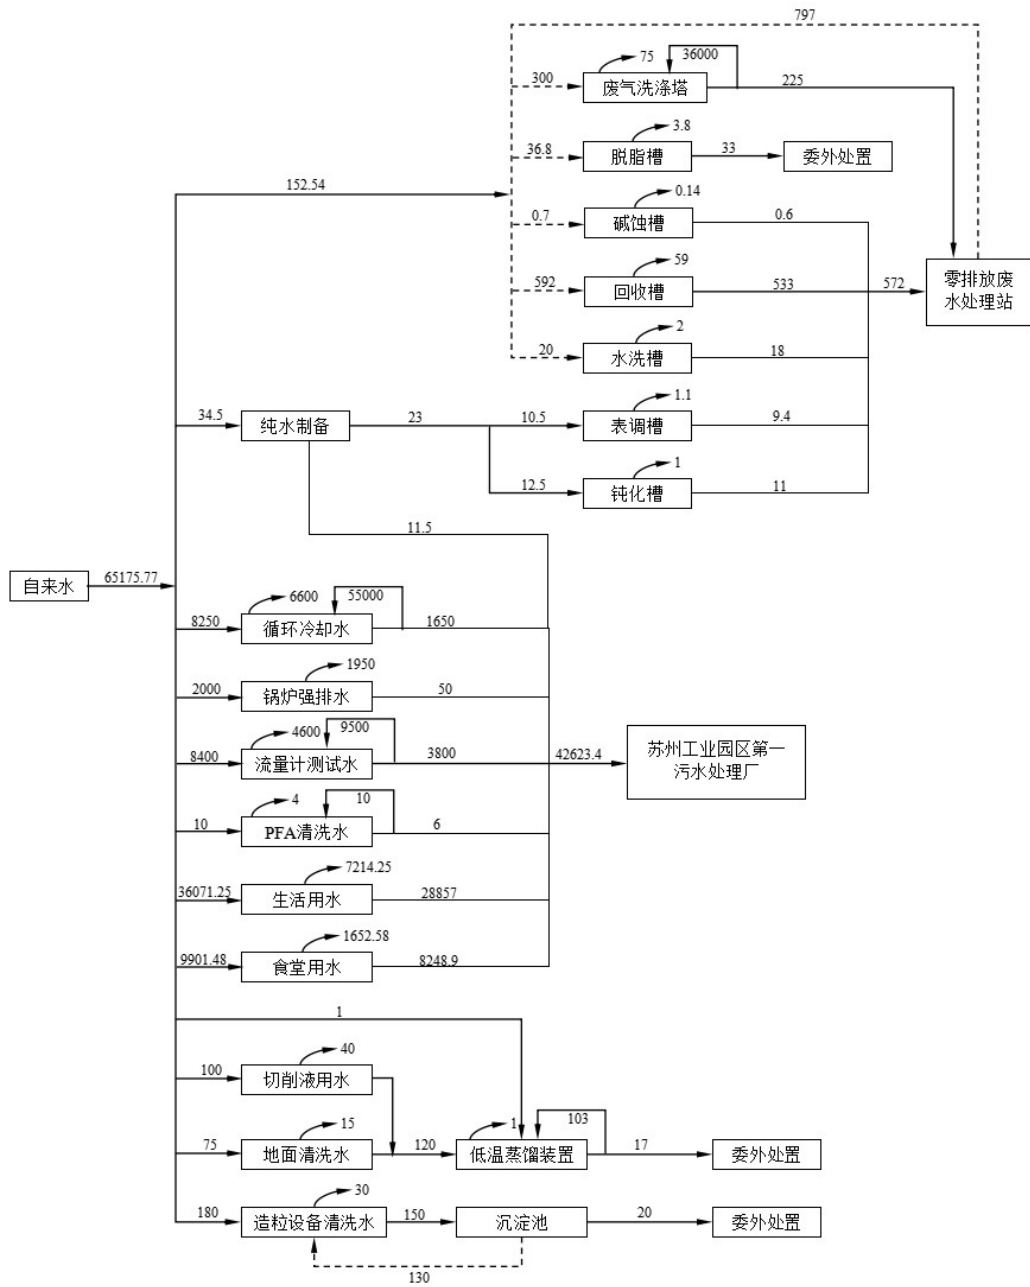 797
75
36000
300
废气洗涤塔
225
3.8
36.8
脱脂槽
33
委外处置
152.54
0.14
0.7
碱蚀槽
0.6
59
592
回收槽
533
572
零排放废
水处理站
2
20
水洗槽
18
34.5
纯水制备
23
10.5
1.1
表调槽
9.4
12.5
1
钝化槽
11
11.5
自来水
65175.77
6600
55000
8250
循环冷却水
1650
1950
2000
锅炉强排水
50
4600
9500
8400
流量计测试水
3800
42623.4
苏州工业园区第一
污水处理厂
4
10
10
PFA清洗水
6
7214.25
36071.25
生活用水
28857
1652.58
9901.48
食堂用水
8248.9
1
40
100
切削液用水
15
75
地面清洗水
120
1
103
低温蒸馏装置
17
委外处置
30
180
造粒设备清洗水
150
沉淀池
20
委外处置
130